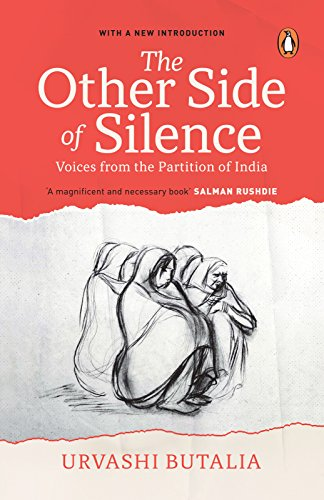 WITH A NEW INTRODUCTION
The
Other Side
of Silence
Voices from the Partition of India
‘A magnificent and necessary book’ SALMAN RUSHDIE
URVASHI BUTALIA